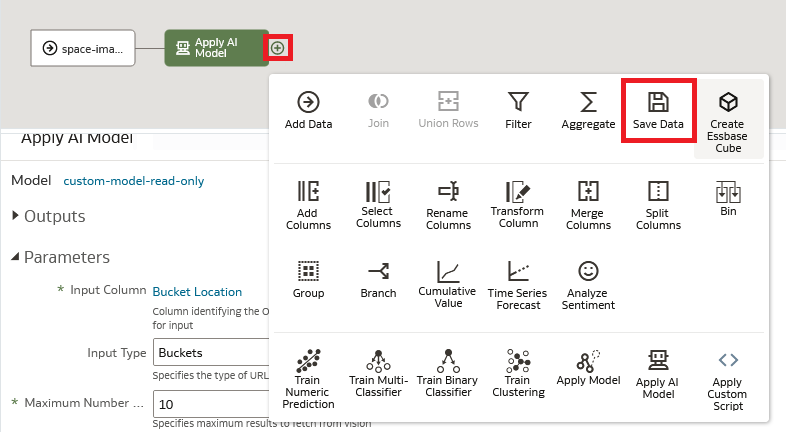 space-ima...
Apply AI
Model
Add Data
Join
Union Rows
Filter
Aggregate
Save Data
Create
Essbase
Cube
Apply AI Model
Model custom-model-read-only
Outputs
Parameters
* Input Column Bucket Location
Column identifying the O
for input
Input Type Buckets
Specifies the type of URL
* Maximum Number ... 10
Specifies maximum results to fetch from vision
Add
Columns
Select
Columns
Rename
Columns
Transform
Column
Merge
Columns
Split
Columns
Bin
Group
Branch
Cumulative
Value
Time Series
Forecast
Analyze
Sentiment
Train
Numeric
Prediction
Train Multi-
Classifier
Train Binary
Classifier
Train
Clustering
Apply Model
Apply AI
Model
Apply
Custom
Script